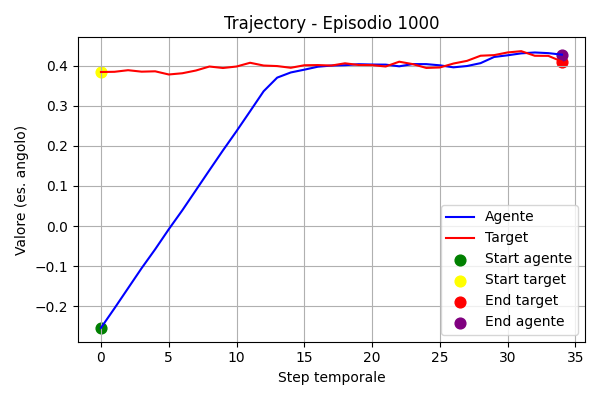 Trajectory - Episodio 1000
Valore (es. angolo)
0.4
0.3
0.2
0.1
0.0
−0.1
−0.2
Agente
Target
Start agente
Start target
End target
End agente
0 5 10 15 20 25 30 35
Step temporale